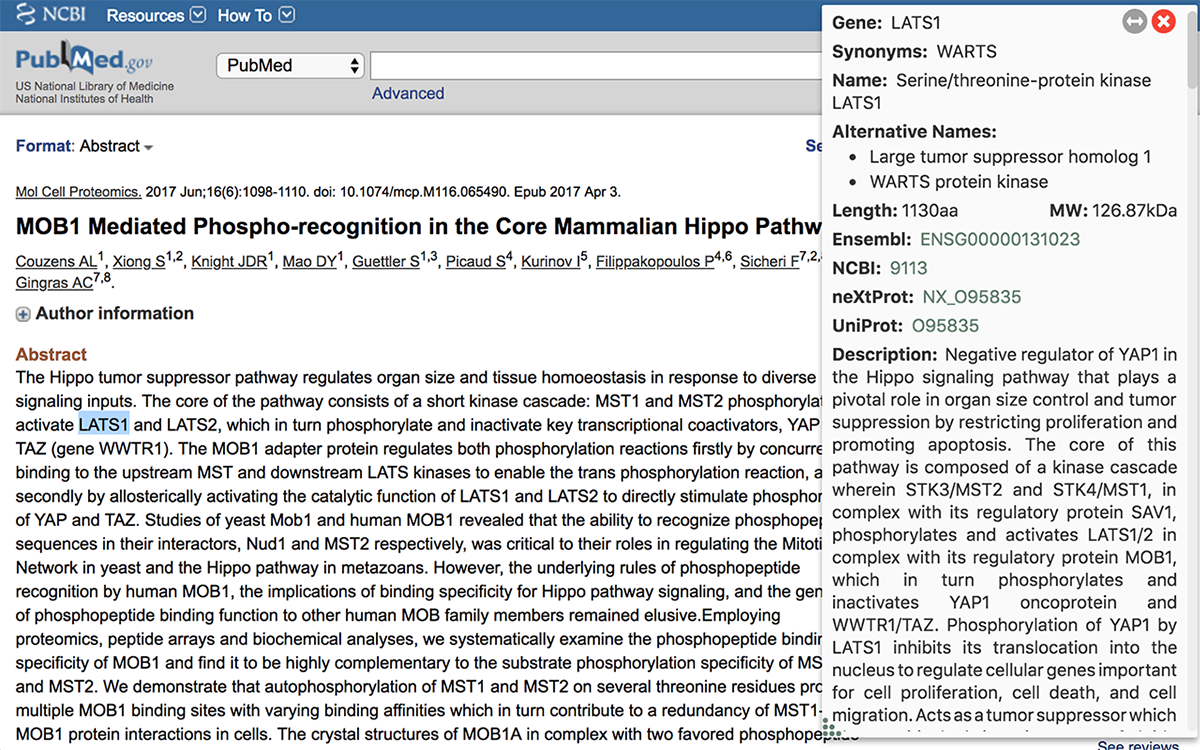 NCBI Resources How To
PubMed.gov
US National Library of Medicine
National Institutes of Health
PubMed
Advanced
Format: Abstract
Mol Cell Proteomics. 2017 Jun;16(6):1098-1110. doi: 10.1074/mcp.M116.065490. Epub 2017 Apr 3.
MOB1 Mediated Phospho-recognition in the Core Mammalian Hippo Pathw
Couzens AL1, Xiong S1,2, Knight JDR1, Mao DY1, Guettler S1,3, Picaud S4, Kurinov I5, Filippakopoulos P4,6, Sicheri F7,2,
Gingras AC7,8.
Author information
Abstract
The Hippo tumor suppressor pathway regulates organ size and tissue homoeostasis in response to diverse
signaling inputs. The core of the pathway consists of a short kinase cascade: MST1 and MST2 phosphorylat
activate LATS1 and LATS2, which in turn phosphorylate and inactivate key transcriptional coactivators, YAP
TAZ (gene WWTR1). The MOB1 adapter protein regulates both phosphorylation reactions firstly by concurre
binding to the upstream MST and downstream LATS kinases to enable the trans phosphorylation reaction, a
secondly by allosterically activating the catalytic function of LATS1 and LATS2 to directly stimulate phosphor
of YAP and TAZ. Studies of yeast Mob1 and human MOB1 revealed that the ability to recognize phosphopep
sequences in their interactors, Nud1 and MST2 respectively, was critical to their roles in regulating the Mitoti
Network in yeast and the Hippo pathway in metazoans. However, the underlying rules of phosphopeptide
recognition by human MOB1, the implications of binding specificity for Hippo pathway signaling, and the gen
of phosphopeptide binding function to other human MOB family members remained elusive.Employing
proteomics, peptide arrays and biochemical analyses, we systematically examine the phosphopeptide bindin
specificity of MOB1 and find it to be highly complementary to the substrate phosphorylation specificity of MS
and MST2. We demonstrate that autophosphorylation of MST1 and MST2 on several threonine residues pro
multiple MOB1 binding sites with varying binding affinities which in turn contribute to a redundancy of MST1-
MOB1 protein interactions in cells. The crystal structures of MOB1A in complex with two favored phosphopeptide
Se
Gene: LATS1
Synonyms: WARTS
Name: Serine/threonine-protein kinase
LATS1
Alternative Names:
• Large tumor suppressor homolog 1
• WARTS protein kinase
Length: 1130aa MW: 126.87kDa
Ensembl: ENSG00000131023
NCBI: 9113
neXtProt: NX_O95835
UniProt: O95835
Description: Negative regulator of YAP1 in
the Hippo signaling pathway that plays a
pivotal role in organ size control and tumor
suppression by restricting proliferation and
promoting apoptosis. The core of this
pathway is composed of a kinase cascade
wherein STK3/MST2 and STK4/MST1, in
complex with its regulatory protein SAV1,
phosphorylates and activates LATS1/2 in
complex with its regulatory protein MOB1,
which in turn phosphorylates and
inactivates YAP1 oncoprotein and
WWTR1/TAZ. Phosphorylation of YAP1 by
LATS1 inhibits its translocation into the
nucleus to regulate cellular genes important
for cell proliferation, cell death, and cell
migration. Acts as a tumor suppressor which
See reviews